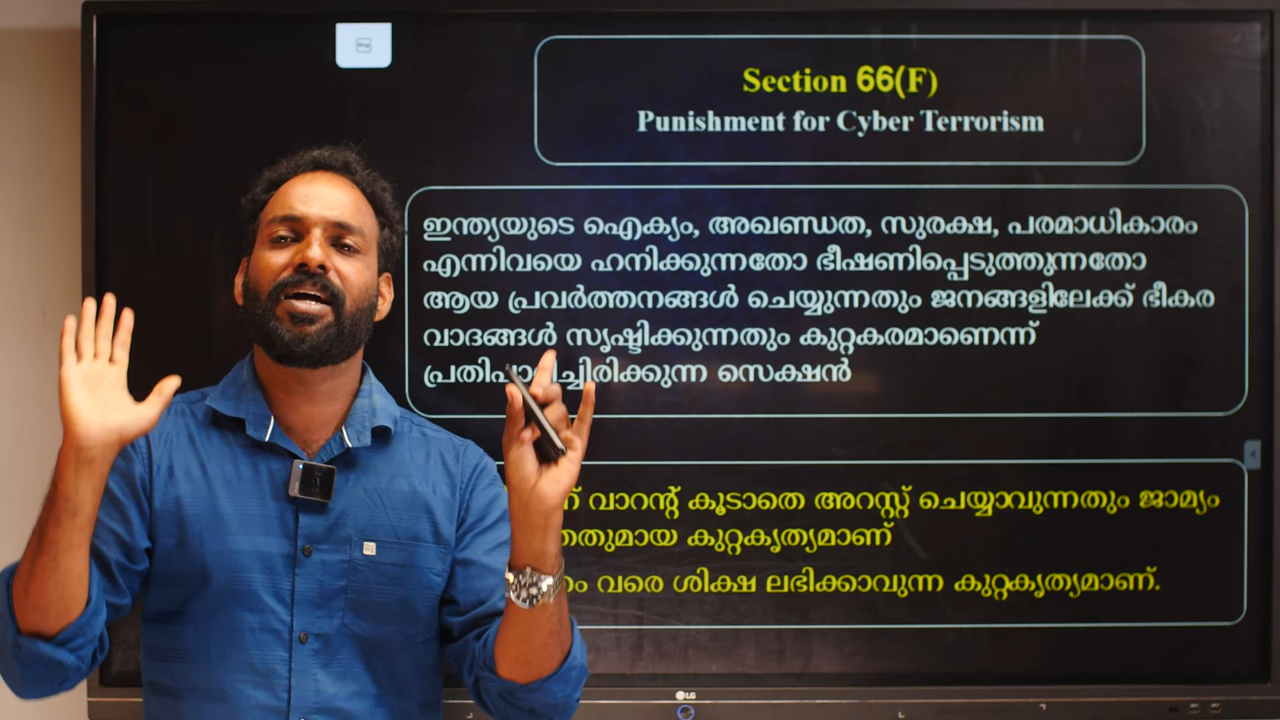 Section 66(F)
Punishment for Cyber Terrorism
ഇന്ത്യയുടെ ഐക്യം, അഖണ്ഡത, സുരക്ഷ, പരമാധികാരം
എന്നിവയെ ഹനിക്കുന്നതോ ഭീഷണിപ്പെടുത്തുന്നതോ
ആയ പ്രവർത്തനങ്ങൾ ചെയ്യുന്നതും ജനങ്ങളിലേക്ക് ഭീകര
വാദങ്ങൾ സൃഷ്ടിക്കുന്നതും കുറ്റകരമാണെന്ന്
സെക്ഷൻ
വാറന്റ് കൂടാതെ അറസ്റ്റ് ചെയ്യാവുന്നതും ജാമ്യം
കുറ്റകൃത്യമാണ്
വരെ ശിക്ഷ ലഭിക്കാവുന്ന കുറ്റകൃത്യമാണ്.
LG